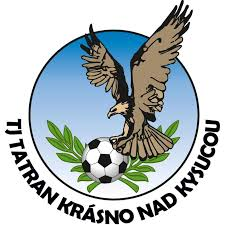 TJ TATRAN KRÁSNO NAD KYSUCOU